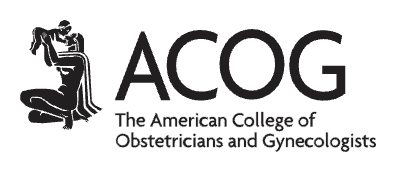 ACOG
The American College of
Obstetricians and Gynecologists